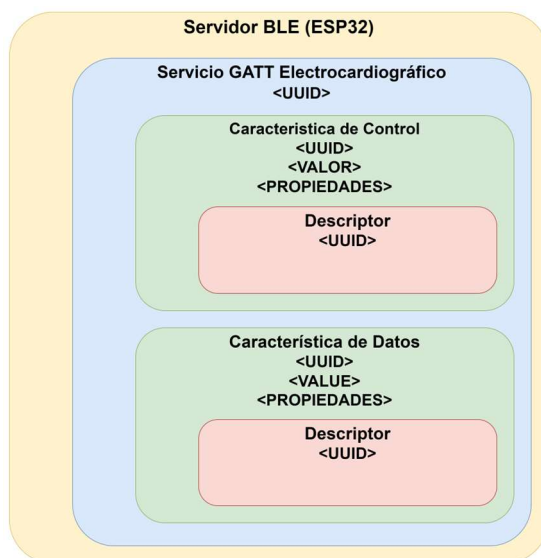 Servidor BLE (ESP32)
Servicio GATT Electrocardiográfico
<UUID>
Caracteristica de Control
<UUID>
<VALOR>
<PROPIEDADES>
Descriptor
<UUID>
Característica de Datos
<UUID>
<VALUE>
<PROPIEDADES>
Descriptor
<UUID>